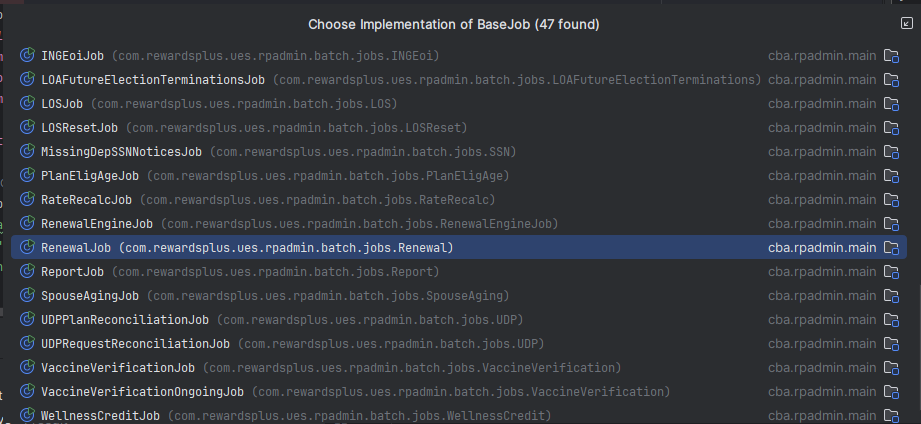 Choose Implementation of BaseJob (47 found)
INGEoiJob (com.rewardsplus.ues.rpadmin.batch.jobs.INGEoi) cba.rpadmin.main
LOAFutureElectionTerminationsJob (com.rewardsplus.ues.rpadmin.batch.jobs.LOAFutureElectionTerminations) cba.rpadmin.main
LOSJob (com.rewardsplus.ues.rpadmin.batch.jobs.LOS) cba.rpadmin.main
LOSResetJob (com.rewardsplus.ues.rpadmin.batch.jobs.LOSReset) cba.rpadmin.main
MissingDepSSNNoticesJob (com.rewardsplus.ues.rpadmin.batch.jobs.SSN) cba.rpadmin.main
PlanEligAgeJob (com.rewardsplus.ues.rpadmin.batch.jobs.PlanEligAge) cba.rpadmin.main
RateRecalcJob (com.rewardsplus.ues.rpadmin.batch.jobs.RateRecalc) cba.rpadmin.main
RenewalEngineJob (com.rewardsplus.ues.rpadmin.batch.jobs.RenewalEngineJob) cba.rpadmin.main
RenewalJob (com.rewardsplus.ues.rpadmin.batch.jobs.Renewal) cba.rpadmin.main
ReportJob (com.rewardsplus.ues.rpadmin.batch.jobs.Report) cba.rpadmin.main
SpouseAgingJob (com.rewardsplus.ues.rpadmin.batch.jobs.SpouseAging) cba.rpadmin.main
UDPPlanReconciliationJob (com.rewardsplus.ues.rpadmin.batch.jobs.UDP) cba.rpadmin.main
UDPRequestReconciliationJob (com.rewardsplus.ues.rpadmin.batch.jobs.UDP) cba.rpadmin.main
VaccineVerificationJob (com.rewardsplus.ues.rpadmin.batch.jobs.VaccineVerification) cba.rpadmin.main
VaccineVerificationOngoingJob (com.rewardsplus.ues.rpadmin.batch.jobs.VaccineVerification) cba.rpadmin.main
WellnessCreditJob (com.rewardsplus.ues.rpadmin.batch.jobs.WellnessCredit) cba.rpadmin.main